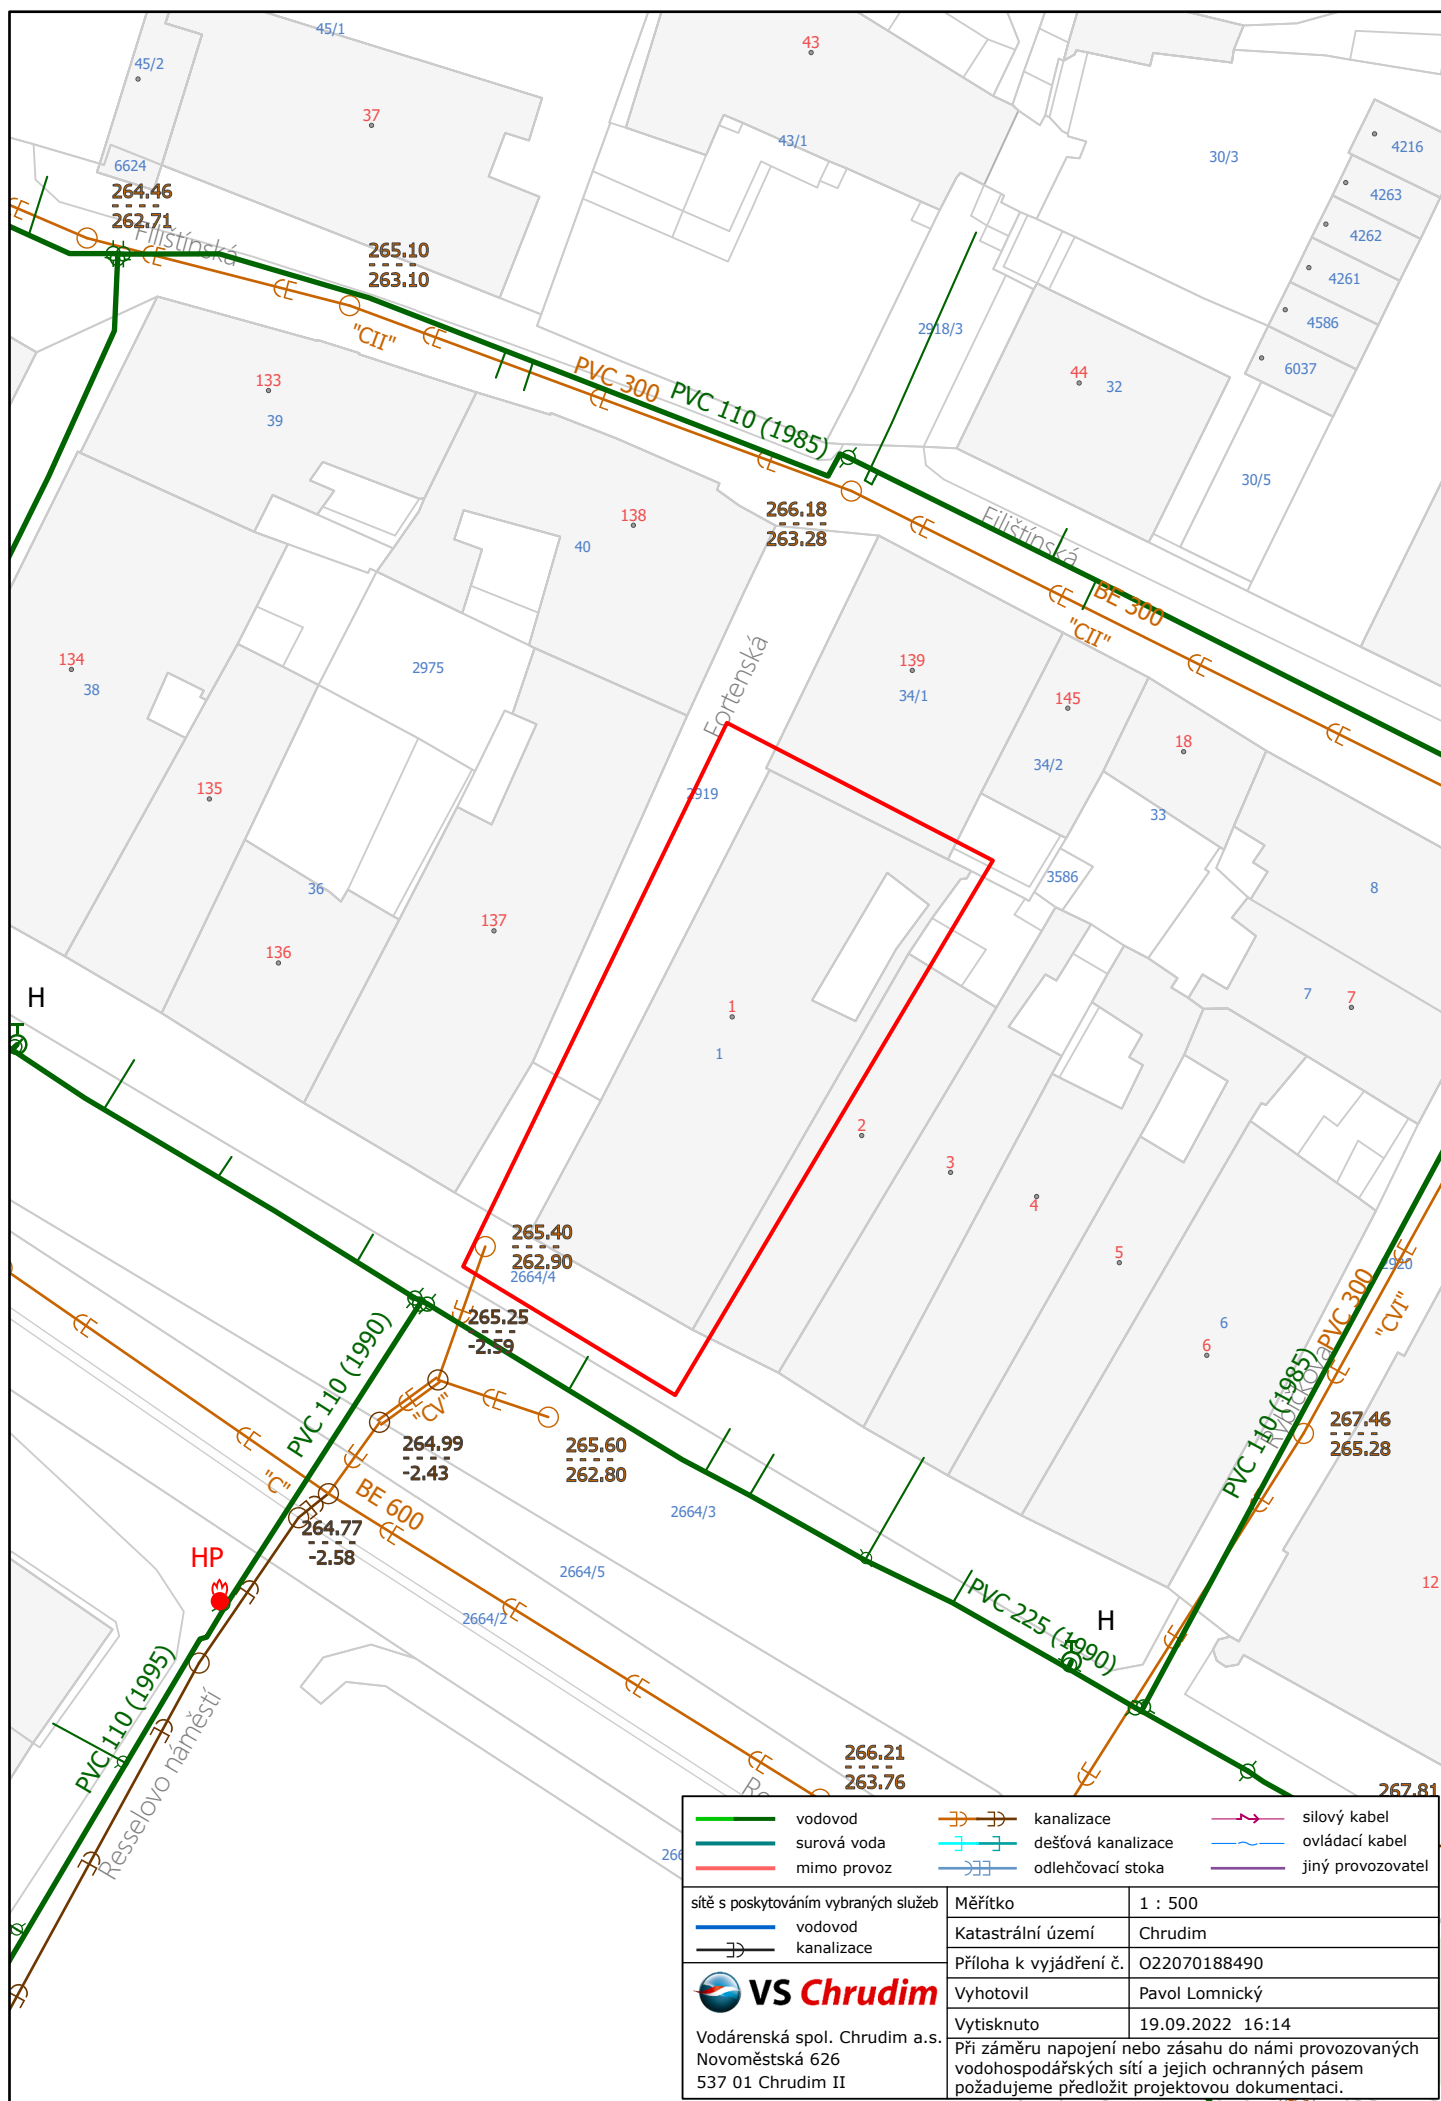 45/1
45/2
43
37
43/1
30/3
4216
6624
4263
264.46
262.71
Filištínská
4262
265.10
263.10
4261
4586
2918/3
"CII"
PVC 300
PVC 110 (1985)
6037
44
32
133
39
30/5
138
40
266.18
263.28
Filištínská
BE 300
"CII"
134
38
2975
Fortenská
139
34/1
145
18
34/2
2919
135
33
36
3586
8
137
136
H
7
7
1
1
2
3
4
5
265.40
262.90
2664/4
2920
265.25
-2.59
PVC 110 (1990)
6
6
PVC 300
"CVI"
PVC 110 (1985)
"CV"
264.99
-2.43
265.60
262.80
267.46
265.28
"C"
BE 600
2664/3
264.77
-2.58
HP
2664/5
2664/2
12
PVC 225 (1990)
H
PVC 110 (1995)
Resselovo náměstí
266.21
263.76
267.81
vodovod
kanalizace
silový kabel
surová voda
dešťová kanalizace
ovládací kabel
mimo provoz
odlehčovací stoka
jiný provozovatel
sítě s poskytováním vybraných služeb
vodovod
kanalizace
Měřítko 1 : 500
Katastrální území Chrudim
Příloha k vyjádření č. O22070188490
Vyhotovil Pavol Lomnický
Vytisknuto 19.09.2022 16:14
VS Chrudim
Vodárenská spol. Chrudim a.s.
Novoměstská 626
537 01 Chrudim II
Při záměru napojení nebo zásahu do námi provozovaných
vodohospodářských sítí a jejich ochranných pásem
požadujeme předložit projektovou dokumentaci.